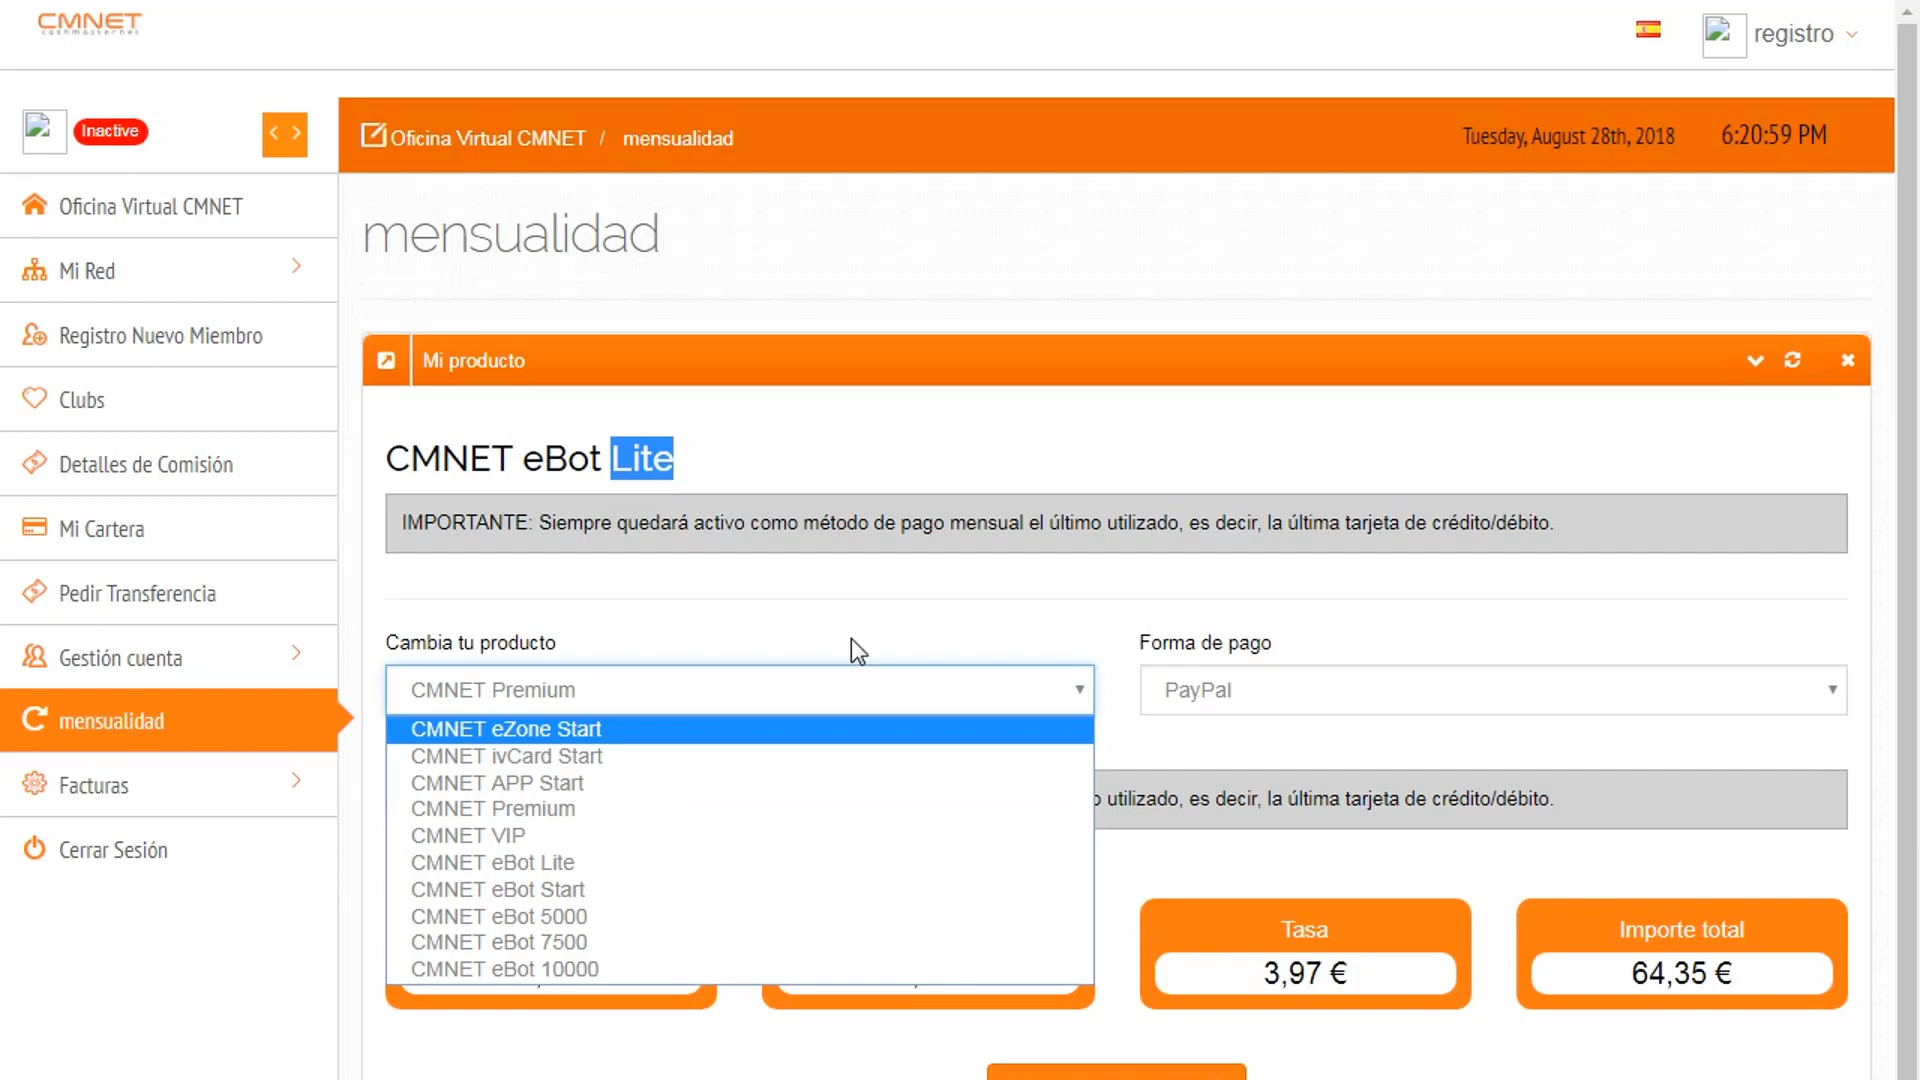 CMNET
cashmasternet
registro
Inactive
Oficina Virtual CMNET / mensualidad
Tuesday, August 28th, 2018
6:20:59 PM
Oficina Virtual CMNET
Mi Red
Registro Nuevo Miembro
Clubs
Detalles de Comisión
Mi Cartera
Pedir Transferencia
Gestión cuenta
mensualidad
Facturas
Cerrar Sesión
mensualidad
Mi producto
CMNET eBot Lite
IMPORTANTE: Siempre quedará activo como método de pago mensual el último utilizado, es decir, la última tarjeta de crédito/débito.
Cambia tu producto
Forma de pago
CMNET Premium
PayPal
CMNET eZone Start
CMNET ivCard Start
CMNET APP Start
CMNET Premium
CMNET VIP
CMNET eBot Lite
CMNET eBot Start
CMNET eBot 5000
CMNET eBot 7500
CMNET eBot 10000
utilizado, es decir, la última tarjeta de crédito/débito.
Tasa
3,97 €
Importe total
64,35 €